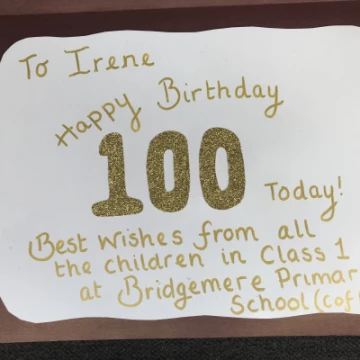 To Irene
Happy Birthday
100
Today!
Best Wishes from all
the children in Class 1
at Bridgemere Primar
School (C of